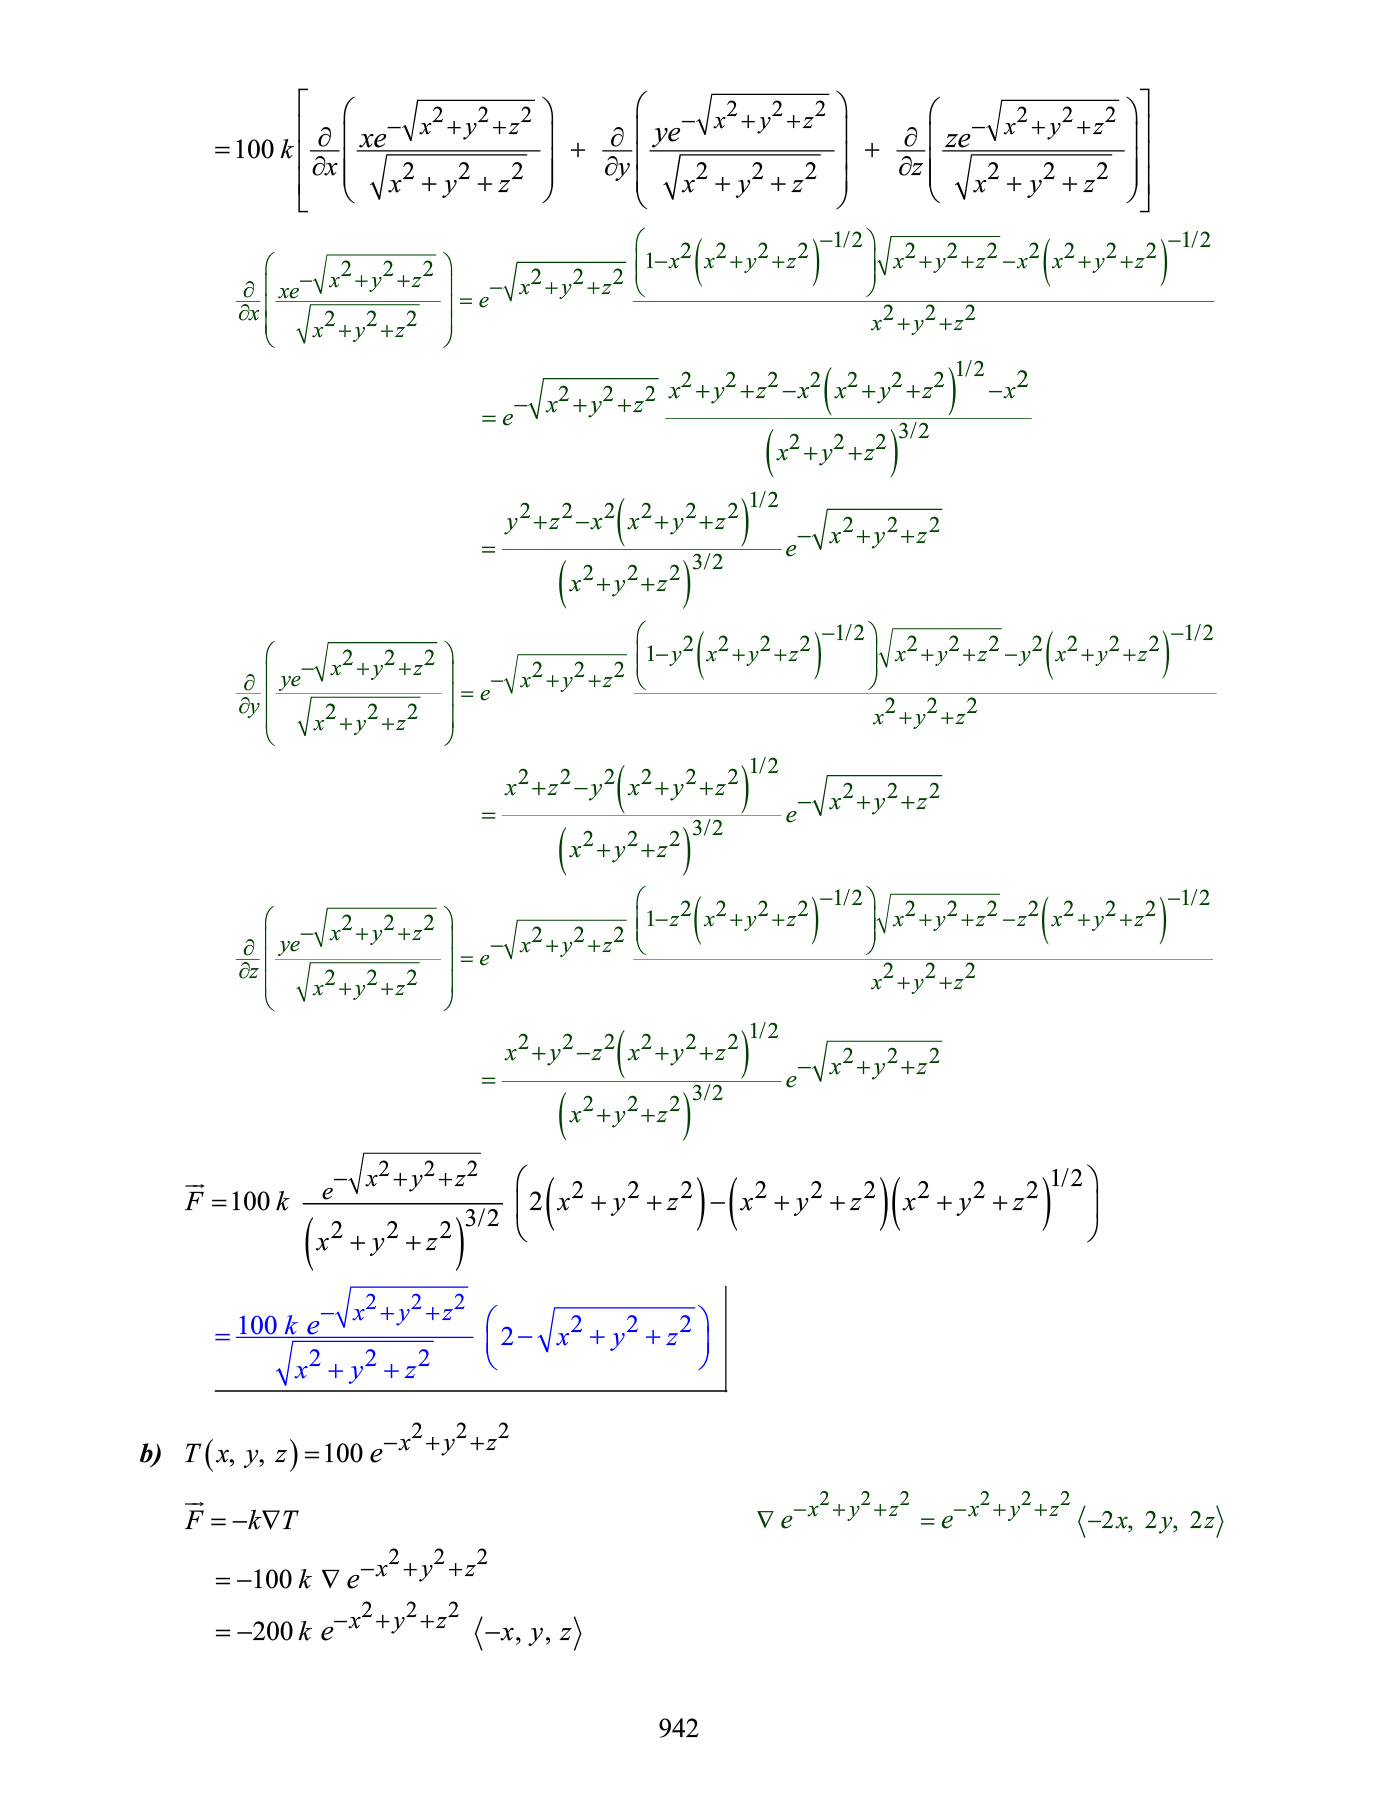 $= 100\,k\left[\frac{\partial}{\partial x}\left(\frac{xe^{-\sqrt{x^2+y^2+z^2}}}{\sqrt{x^2+y^2+z^2}}\right) + \frac{\partial}{\partial y}\left(\frac{ye^{-\sqrt{x^2+y^2+z^2}}}{\sqrt{x^2+y^2+z^2}}\right) + \frac{\partial}{\partial z}\left(\frac{ze^{-\sqrt{x^2+y^2+z^2}}}{\sqrt{x^2+y^2+z^2}}\right)\right]$
$\frac{\partial}{\partial x}\left(\frac{xe^{-\sqrt{x^2+y^2+z^2}}}{\sqrt{x^2+y^2+z^2}}\right) = e^{-\sqrt{x^2+y^2+z^2}}\,\frac{\left(1-x^2\left(x^2+y^2+z^2\right)^{-1/2}\right)\sqrt{x^2+y^2+z^2}-x^2\left(x^2+y^2+z^2\right)^{-1/2}}{x^2+y^2+z^2}$
$= e^{-\sqrt{x^2+y^2+z^2}}\,\frac{x^2+y^2+z^2-x^2\left(x^2+y^2+z^2\right)^{1/2}-x^2}{\left(x^2+y^2+z^2\right)^{3/2}}$
$= \frac{y^2+z^2-x^2\left(x^2+y^2+z^2\right)^{1/2}}{\left(x^2+y^2+z^2\right)^{3/2}}\,e^{-\sqrt{x^2+y^2+z^2}}$
$\frac{\partial}{\partial y}\left(\frac{ye^{-\sqrt{x^2+y^2+z^2}}}{\sqrt{x^2+y^2+z^2}}\right) = e^{-\sqrt{x^2+y^2+z^2}}\,\frac{\left(1-y^2\left(x^2+y^2+z^2\right)^{-1/2}\right)\sqrt{x^2+y^2+z^2}-y^2\left(x^2+y^2+z^2\right)^{-1/2}}{x^2+y^2+z^2}$
$= \frac{x^2+z^2-y^2\left(x^2+y^2+z^2\right)^{1/2}}{\left(x^2+y^2+z^2\right)^{3/2}}\,e^{-\sqrt{x^2+y^2+z^2}}$
$\frac{\partial}{\partial z}\left(\frac{ye^{-\sqrt{x^2+y^2+z^2}}}{\sqrt{x^2+y^2+z^2}}\right) = e^{-\sqrt{x^2+y^2+z^2}}\,\frac{\left(1-z^2\left(x^2+y^2+z^2\right)^{-1/2}\right)\sqrt{x^2+y^2+z^2}-z^2\left(x^2+y^2+z^2\right)^{-1/2}}{x^2+y^2+z^2}$
$= \frac{x^2+y^2-z^2\left(x^2+y^2+z^2\right)^{1/2}}{\left(x^2+y^2+z^2\right)^{3/2}}\,e^{-\sqrt{x^2+y^2+z^2}}$
$\vec{F} = 100\,k\,\frac{e^{-\sqrt{x^2+y^2+z^2}}}{\left(x^2+y^2+z^2\right)^{3/2}}\left(2\left(x^2+y^2+z^2\right)-\left(x^2+y^2+z^2\right)\left(x^2+y^2+z^2\right)^{1/2}\right)$
$= \frac{100\,k\,e^{-\sqrt{x^2+y^2+z^2}}}{\sqrt{x^2+y^2+z^2}}\left(2-\sqrt{x^2+y^2+z^2}\right)$
b) $T(x, y, z) = 100\,e^{-x^2+y^2+z^2}$
$\vec{F} = -k\nabla T$ $\nabla e^{-x^2+y^2+z^2} = e^{-x^2+y^2+z^2}\langle -2x, 2y, 2z\rangle$
$= -100\,k\,\nabla e^{-x^2+y^2+z^2}$
$= -200\,k\,e^{-x^2+y^2+z^2}\langle -x, y, z\rangle$
942